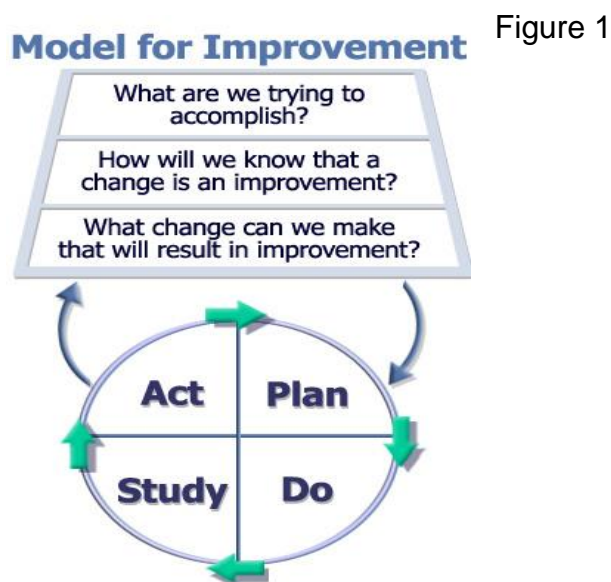 Figure 1
Model for Improvement
What are we trying to
accomplish?
How will we know that a
change is an improvement?
What change can we make
that will result in improvement?
Act
Plan
Study
Do